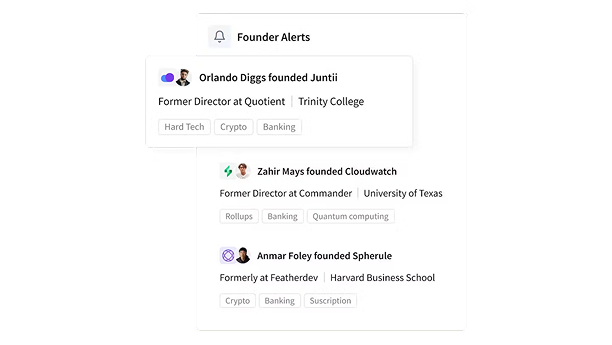 Founder Alerts
Orlando Diggs founded Juntii
Former Director at Quotient | Trinity College
Hard Tech Crypto Banking
Zahir Mays founded Cloudwatch
Former Director at Commander | University of Texas
Rollups Banking Quantum computing
Anmar Foley founded Spherule
Formerly at Featherdev | Harvard Business School
Crypto Banking Suscription